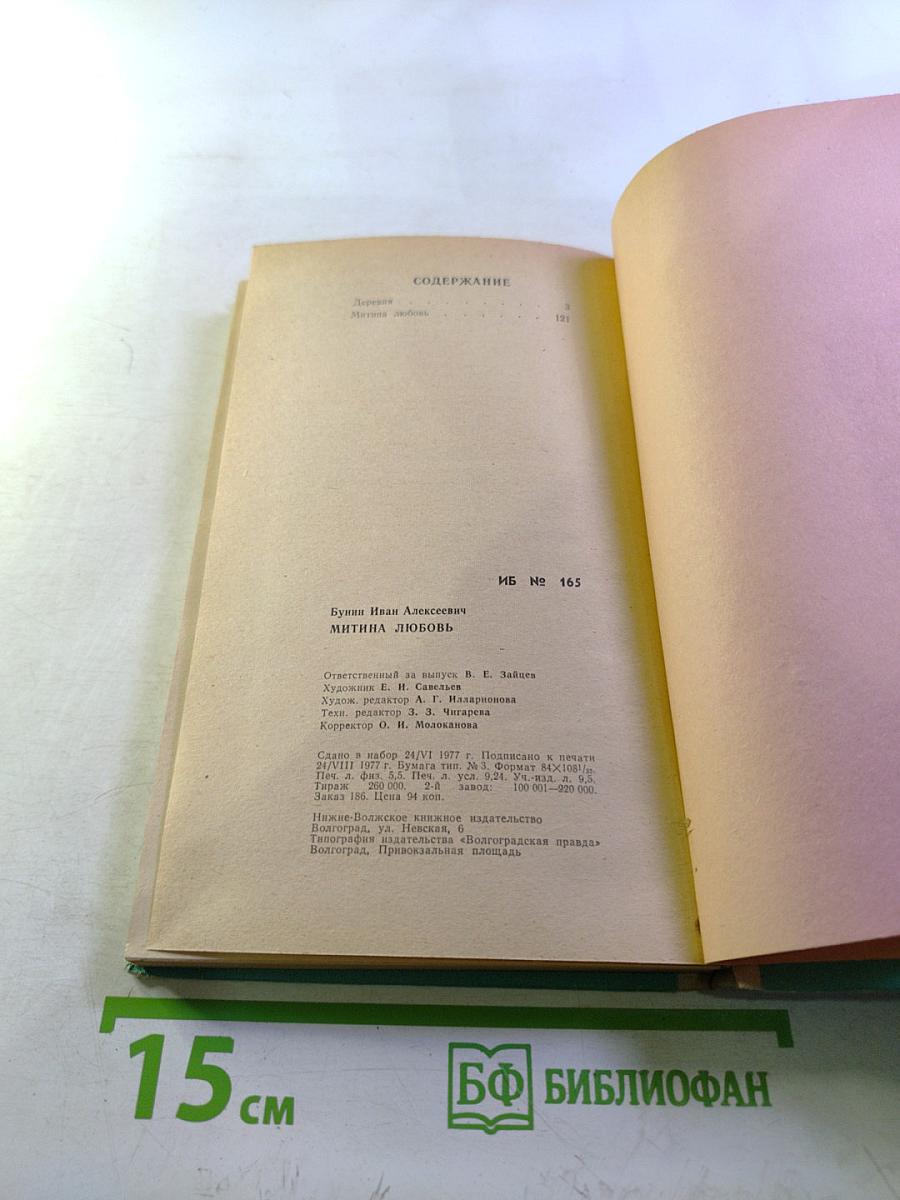 СОДЕРЖАНИЕ
Деревня . . . . . . . . 3
Митина любовь . . . . . . 121
ИБ № 165
Бунин Иван Алексеевич
МИТИНА ЛЮБОВЬ
Ответственный за выпуск В. Е. Зайцев
Художник Е. И. Савельев
Худож. редактор А. Г. Илларионова
Техн. редактор З. З. Чигарева
Корректор О. И. Молоканова
Сдано в набор 24/VI 1977 г. Подписано к печати
24/VIII 1977 г. Бумага тип. № 3. Формат 84×108¹/₃₂.
Печ. л. физ. 5,5. Печ. л. усл. 9,24. Уч.-изд. л. 9,5.
Тираж 260 000. 2-й завод: 100 001—220 000.
Заказ 186. Цена 94 коп.
Нижне-Волжское книжное издательство
Волгоград, ул. Невская, 6
Типография издательства «Волгоградская правда»
Волгоград, Привокзальная площадь
15 см
БФ БИБЛИОФАН